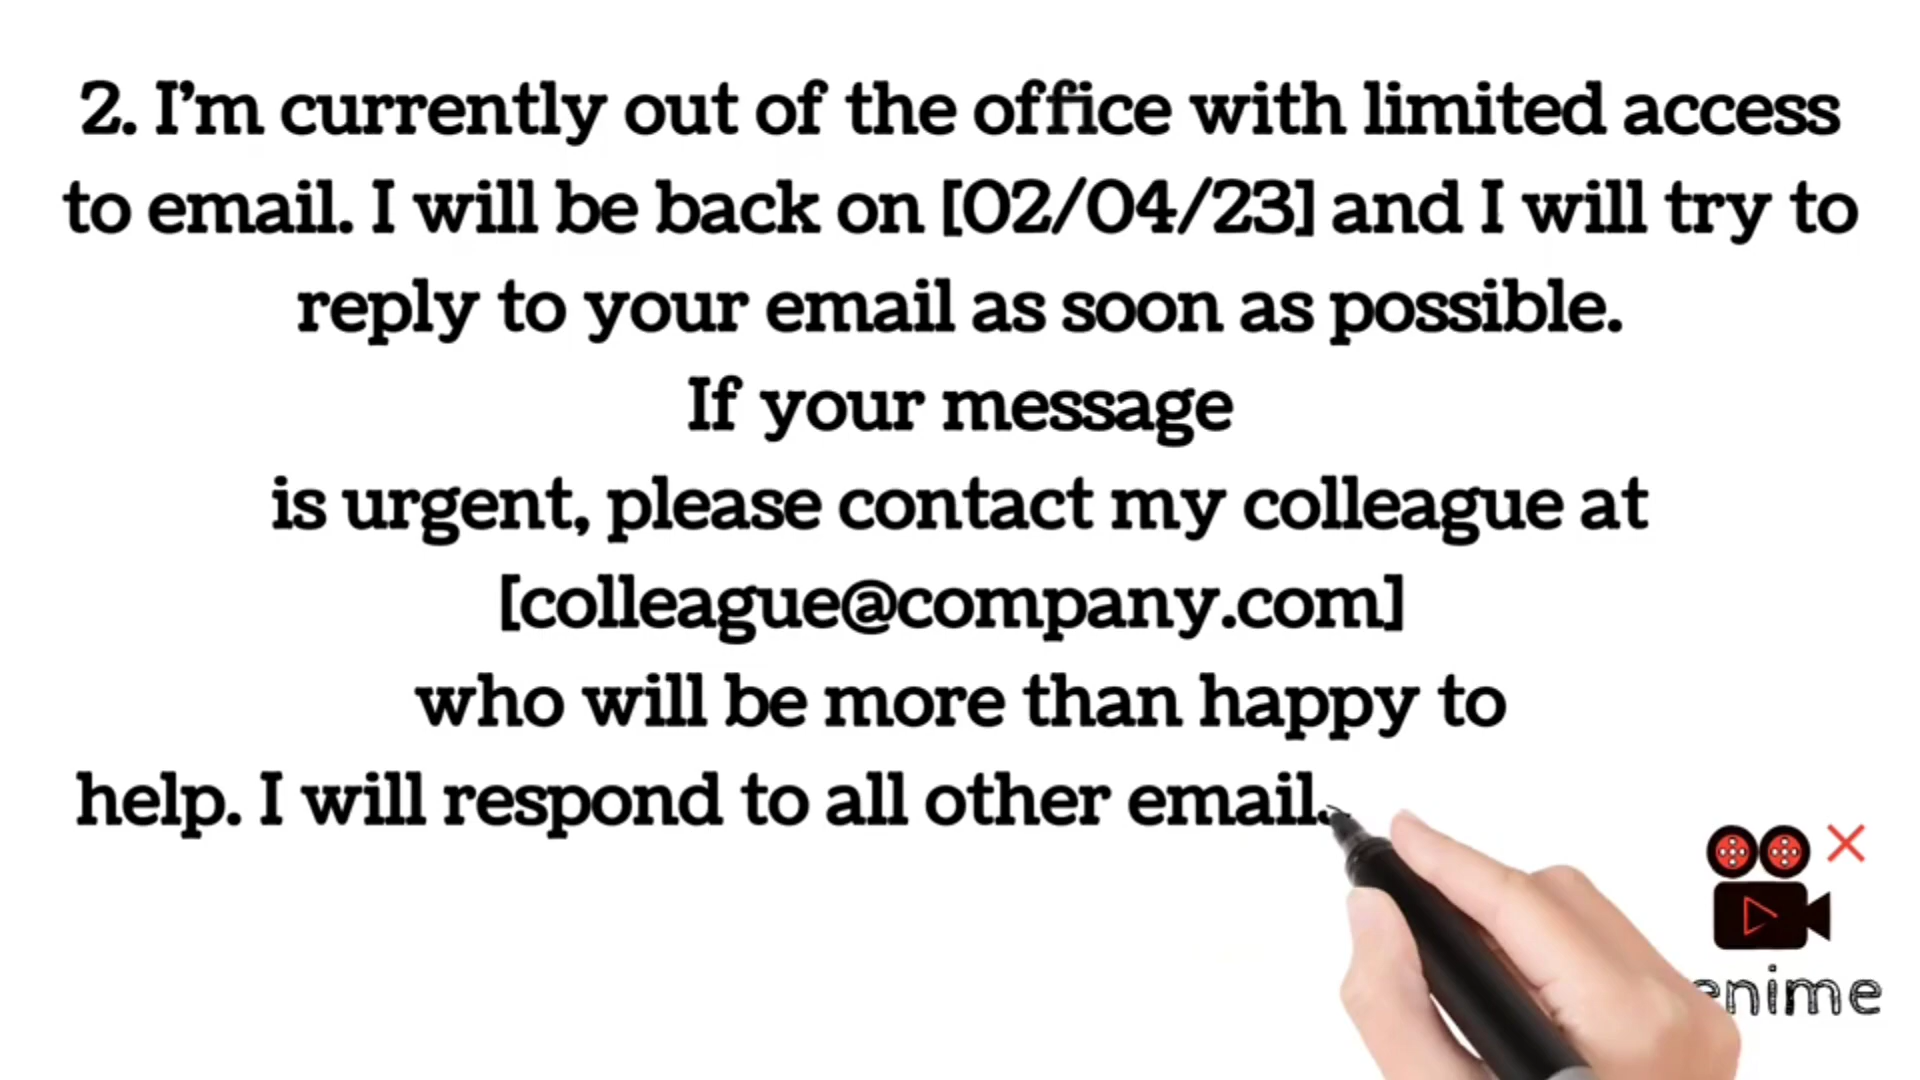 2. I’m currently out of the office with limited access
to email. I will be back on [02/04/23] and I will try to
reply to your email as soon as possible.
If your message
is urgent, please contact my colleague at
[colleague@company.com]
who will be more than happy to
help. I will respond to all other email
enime